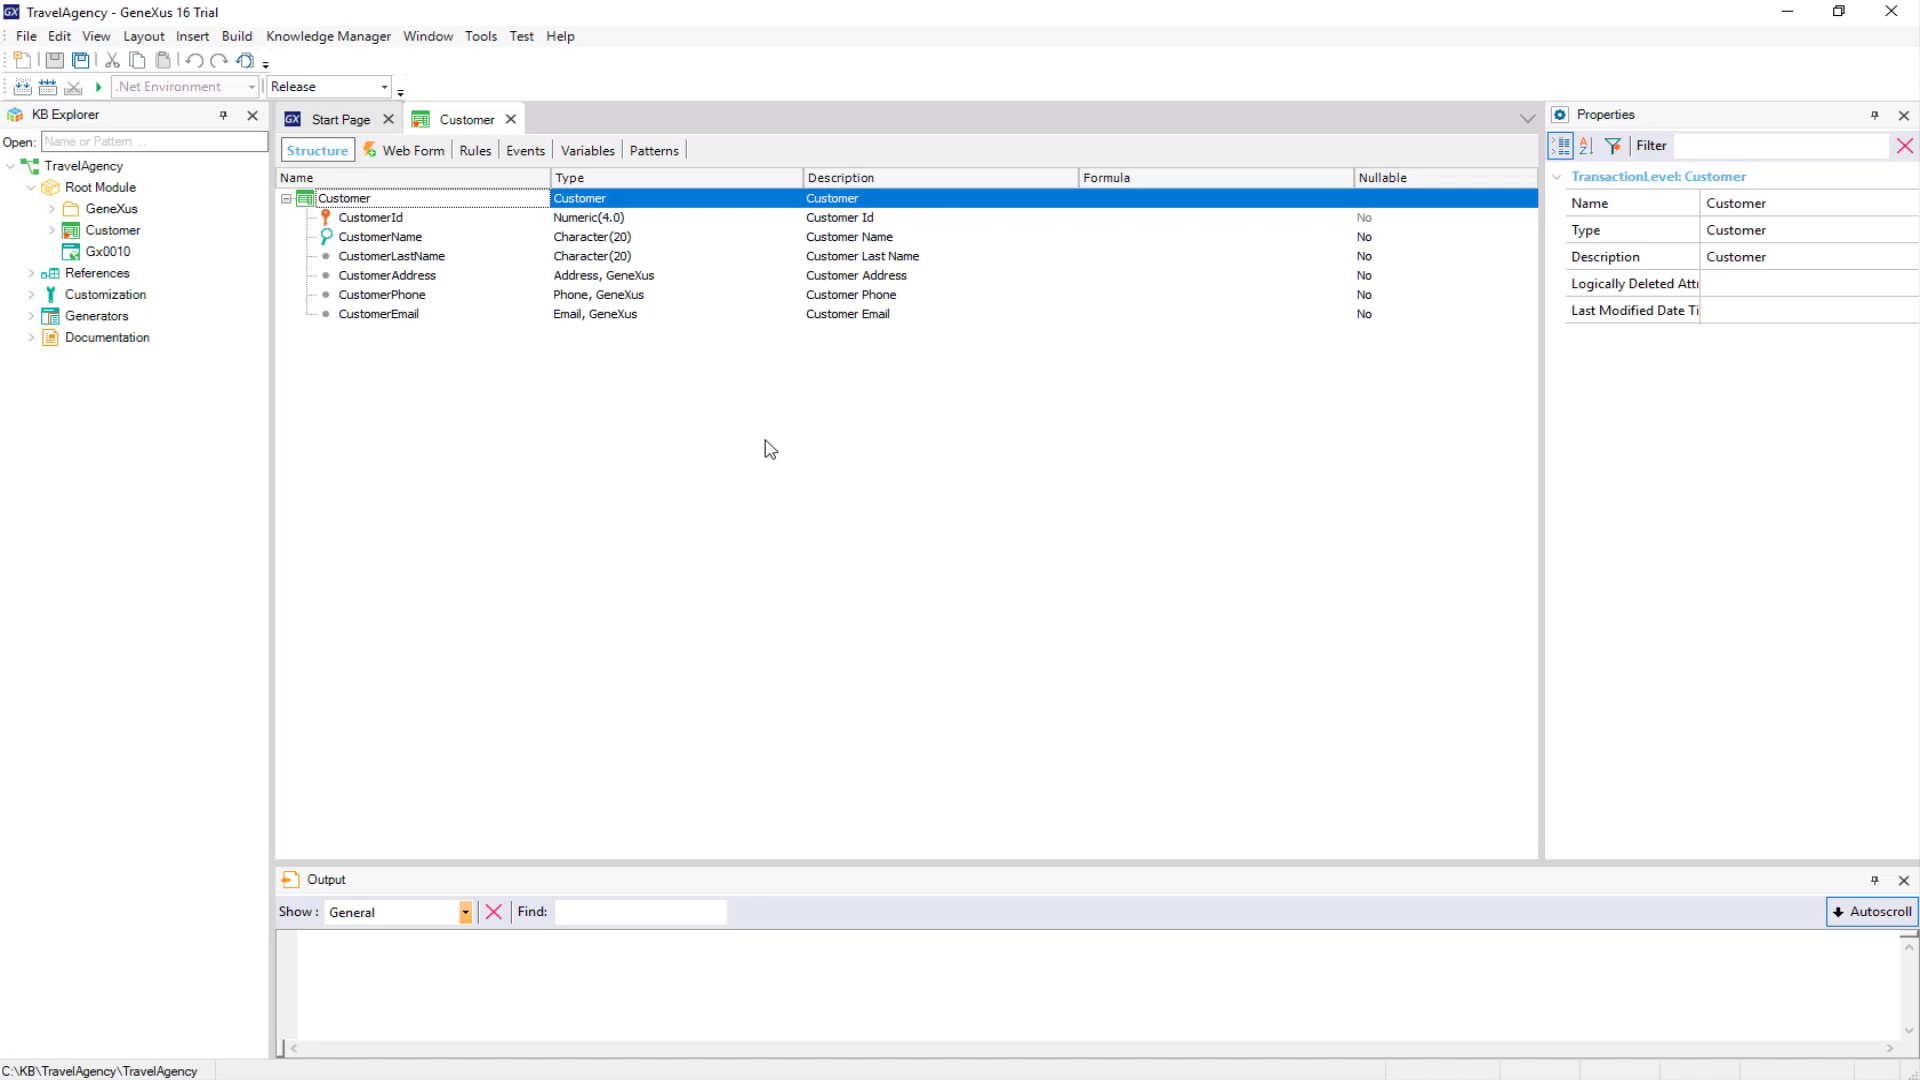 TravelAgency - GeneXus 16 Trial
File Edit View Layout Insert Build Knowledge Manager Window Tools Test Help
.Net Environment Release
KB Explorer
Open: Name or Pattern ...
TravelAgency
Root Module
GeneXus
Customer
Gx0010
References
Customization
Generators
Documentation
GX Start Page Customer
Structure Web Form Rules Events Variables Patterns
Name Type Description Formula Nullable
Customer Customer Customer
CustomerId Numeric(4.0) Customer Id No
CustomerName Character(20) Customer Name No
CustomerLastName Character(20) Customer Last Name No
CustomerAddress Address, GeneXus Customer Address No
CustomerPhone Phone, GeneXus Customer Phone No
CustomerEmail Email, GeneXus Customer Email No
Output
Show : General Find: Autoscroll
Properties
Filter
TransactionLevel: Customer
Name Customer
Type Customer
Description Customer
Logically Deleted Attri
Last Modified Date Ti
C:\KB\TravelAgency\TravelAgency